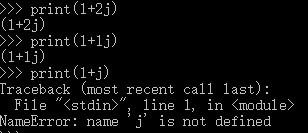 >>> print(1+2j)
(1+2j)
>>> print(1+1j)
(1+1j)
>>> print(1+j)
Traceback (most recent call last):
  File "<stdin>", line 1, in <module>
NameError: name 'j' is not defined
>>>